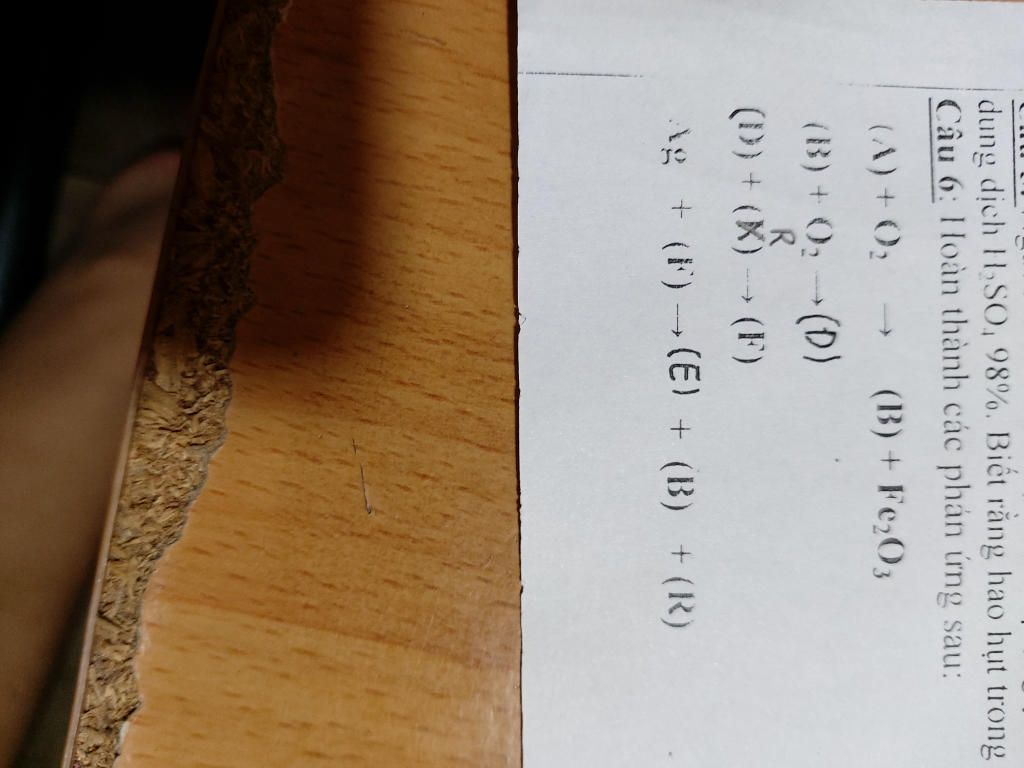 dung dịch H₂SO₄ 98%. Biết rằng hao hụt trong
Câu 6: Hoàn thành các phản ứng sau:
(A) + O₂ → (B) + Fe₂O₃
(B) + O₂ → (D)
(D) + (R) → (F)
Ag + (F) → (E) + (B) + (R)